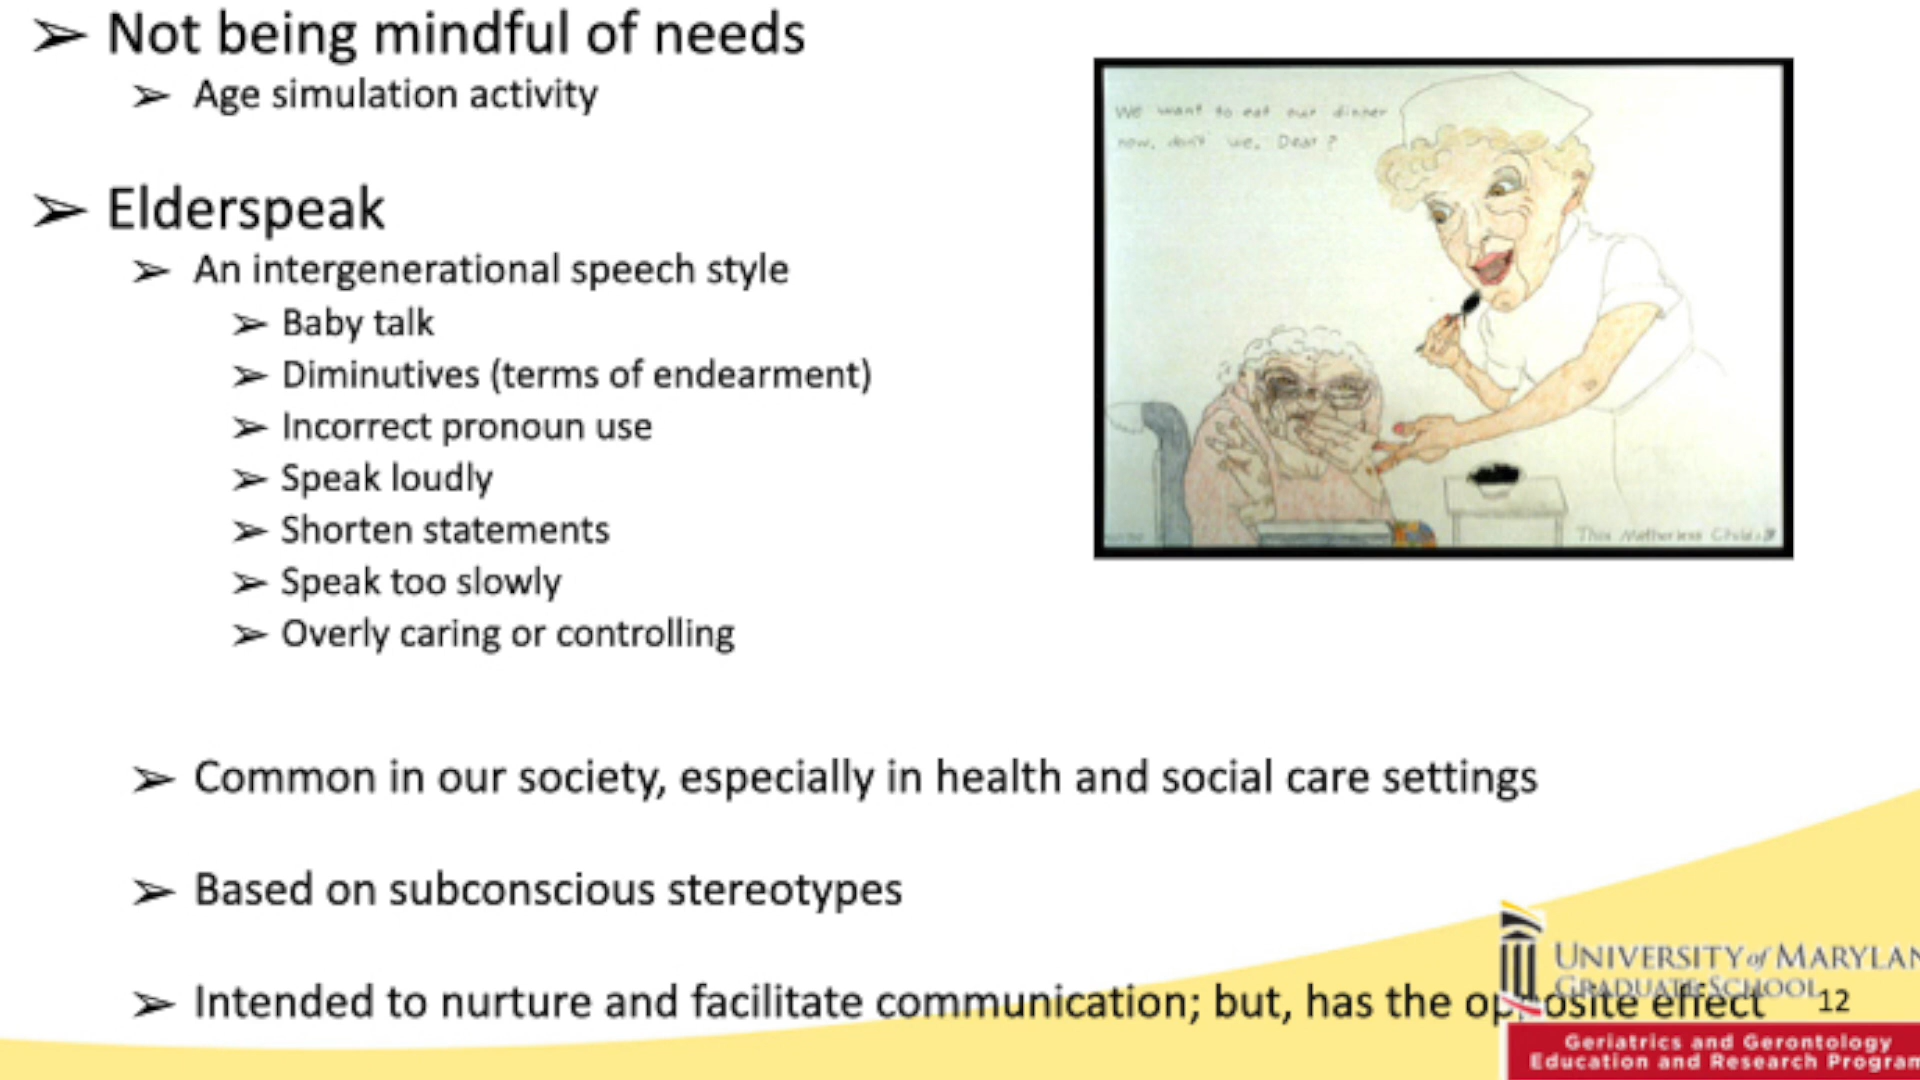 ➢ Not being mindful of needs
➢ Age simulation activity
➢ Elderspeak
➢ An intergenerational speech style
➢ Baby talk
➢ Diminutives (terms of endearment)
➢ Incorrect pronoun use
➢ Speak loudly
➢ Shorten statements
➢ Speak too slowly
➢ Overly caring or controlling
We want to eat our dinner
now, don't we, Dear?
➢ Common in our society, especially in health and social care settings
➢ Based on subconscious stereotypes
➢ Intended to nurture and facilitate communication; but, has the opposite effect
UNIVERSITY of MARYLAN
GRADUATE SCHOOL
12
Geriatrics and Gerontology
Education and Research Program